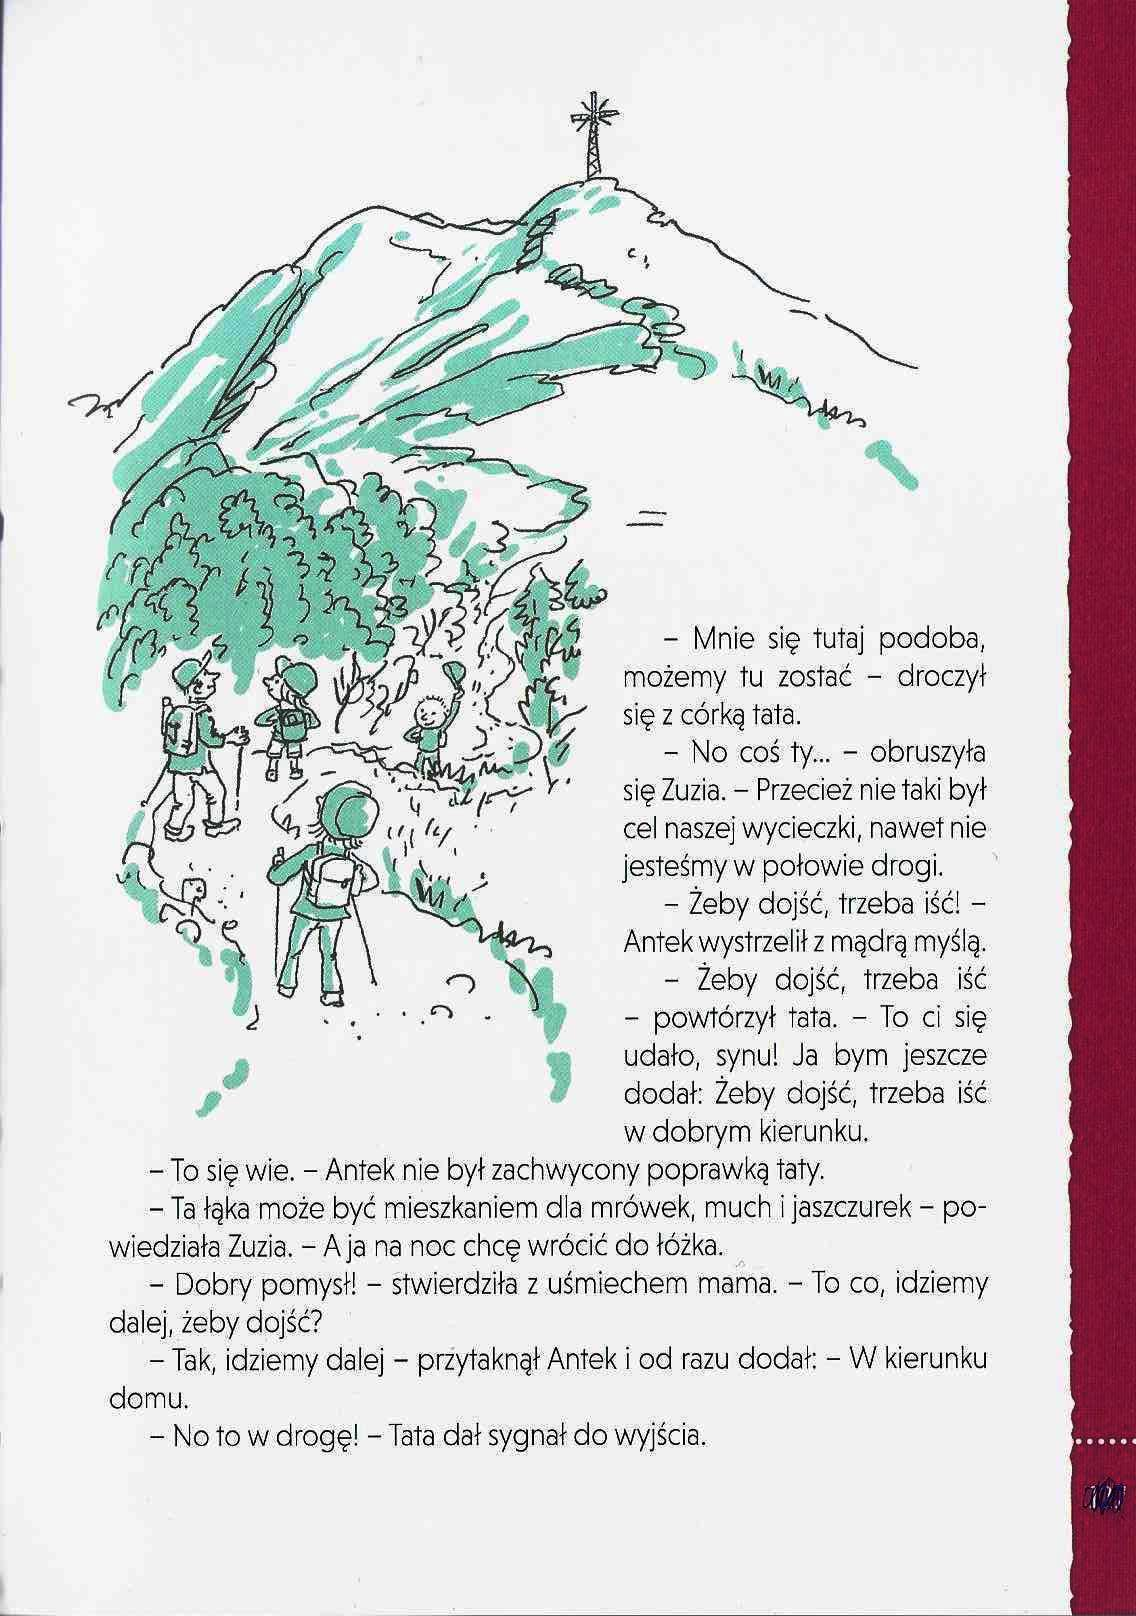 – Mnie się tutaj podoba,
możemy tu zostać – droczył
się z córką tata.
– No coś ty... – obruszyła
się Zuzia. – Przecież nie taki był
cel naszej wycieczki, nawet nie
jesteśmy w połowie drogi.
– Żeby dojść, trzeba iść! –
Antek wystrzelił z mądrą myślą.
– Żeby dojść, trzeba iść
– powtórzył tata. – To ci się
udało, synu! Ja bym jeszcze
dodał: Żeby dojść, trzeba iść
w dobrym kierunku.
– To się wie. – Antek nie był zachwycony poprawką taty.
– Ta łąka może być mieszkaniem dla mrówek, much i jaszczurek – po-
wiedziała Zuzia. – A ja na noc chcę wrócić do łóżka.
– Dobry pomysł! – stwierdziła z uśmiechem mama. – To co, idziemy
dalej, żeby dojść?
– Tak, idziemy dalej – przytaknął Antek i od razu dodał: – W kierunku
domu.
– No to w drogę! – Tata dał sygnał do wyjścia.